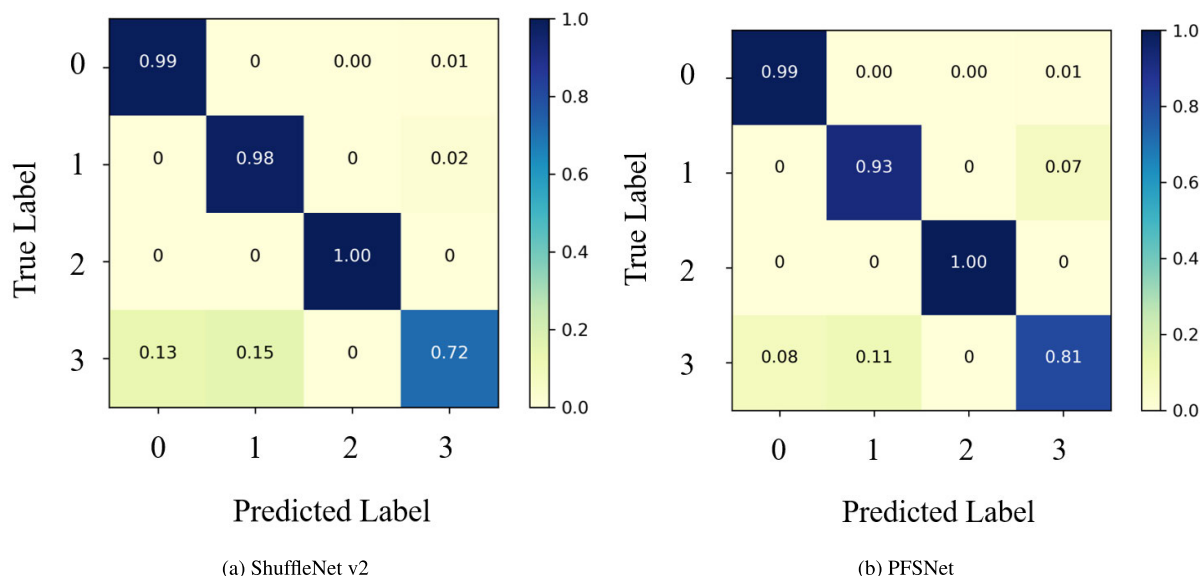 True Label
0 0.99 0 0.00 0.01
1 0 0.98 0 0.02
2 0 0 1.00 0
3 0.13 0.15 0 0.72
0 1 2 3
Predicted Label
1.0
0.8
0.6
0.4
0.2
0.0
(a) ShuffleNet v2
True Label
0 0.99 0.00 0.00 0.01
1 0 0.93 0 0.07
2 0 0 1.00 0
3 0.08 0.11 0 0.81
0 1 2 3
Predicted Label
1.0
0.8
0.6
0.4
0.2
0.0
(b) PFSNet